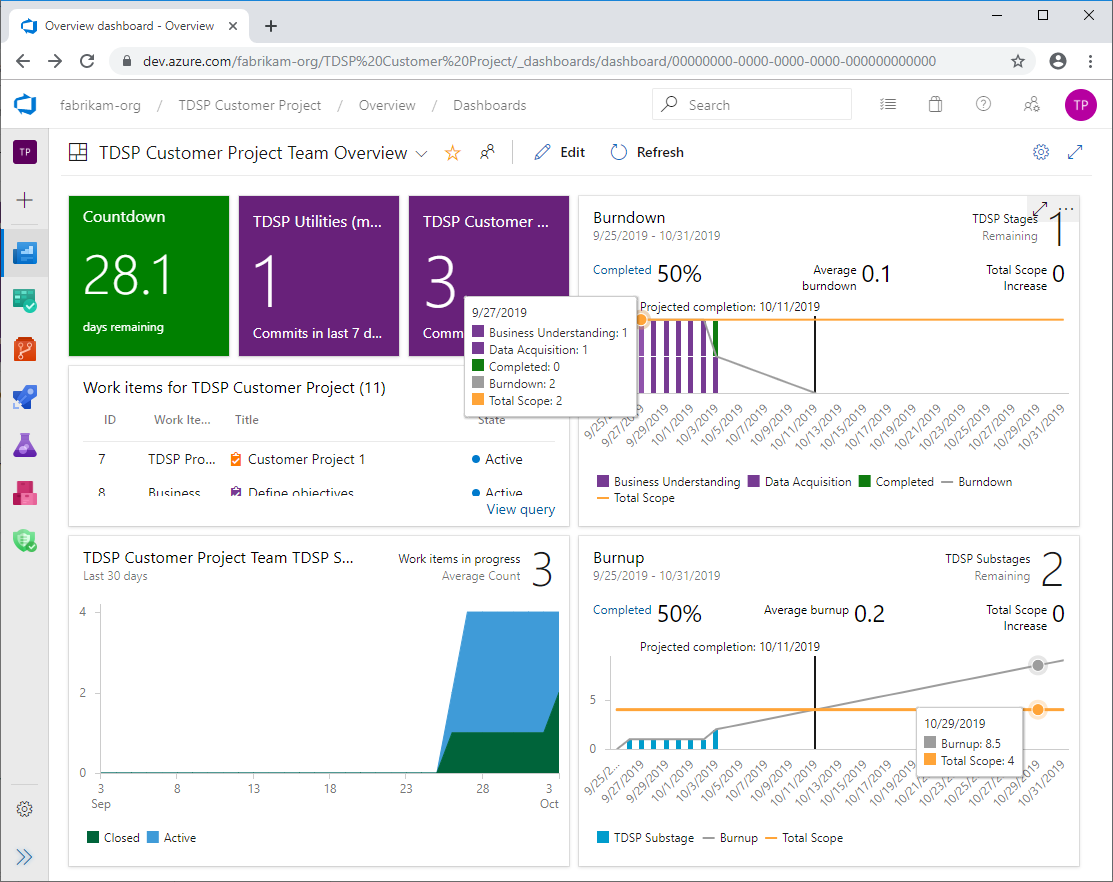 Overview dashboard - Overview
dev.azure.com/fabrikam-org/TDSP%20Customer%20Project/_dashboards/dashboard/00000000-0000-0000-0000-000000000000
fabrikam-org / TDSP Customer Project / Overview / Dashboards
Search
TP
TP
TDSP Customer Project Team Overview
Edit
Refresh
Countdown
28.1
days remaining
TDSP Utilities (m...
1
Commits in last 7 d...
TDSP Customer ...
3
Comm
Burndown
9/25/2019 - 10/31/2019
TDSP Stages
Remaining
1
Completed 50%
Average burndown 0.1
Total Scope Increase 0
Projected completion: 10/11/2019
9/27/2019
Business Understanding: 1
Data Acquisition: 1
Completed: 0
Burndown: 2
Total Scope: 2
9/25/2019 9/27/2019 9/29/2019 10/1/2019 10/3/2019 10/5/2019 10/7/2019 10/9/2019 10/11/2019 10/13/2019 10/15/2019 10/17/2019 10/19/2019 10/21/2019 10/23/2019 10/25/2019 10/27/2019 10/29/2019 10/31/2019
Business Understanding Data Acquisition Completed Burndown
Total Scope
Work items for TDSP Customer Project (11)
ID Work Ite... Title State
7 TDSP Pro... Customer Project 1 Active
8 Business Define objectives Active
View query
TDSP Customer Project Team TDSP S...
Last 30 days
Work items in progress
Average Count
3
4
2
0
3 8 13 18 23 28 3
Sep Oct
Closed Active
Burnup
9/25/2019 - 10/31/2019
TDSP Substages
Remaining
2
Completed 50%
Average burnup 0.2
Total Scope Increase 0
Projected completion: 10/11/2019
5
0
10/29/2019
Burnup: 8.5
Total Scope: 4
9/25/2... 9/27/2019 9/29/2019 10/1/2019 10/3/2019 10/5/2019 10/7/2019 10/9/2019 10/11/2019 10/13/2019 10/15/2019 10/17/2019 10/19/2019 10/21/2019 10/23/2019 10/25/2019 10/27/2019 10/29/2019 10/31/2019
TDSP Substage Burnup Total Scope